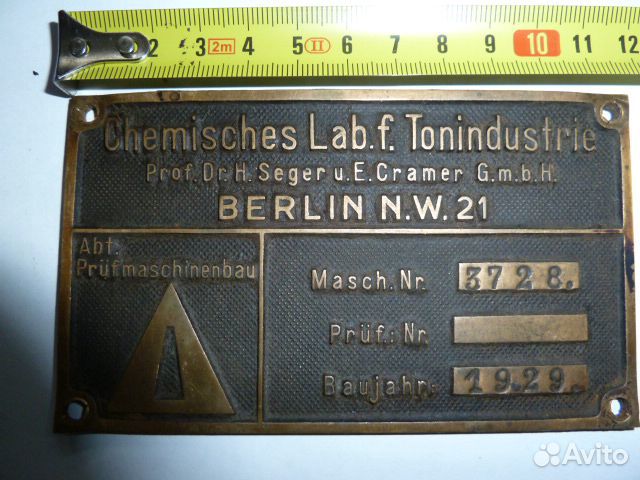 2 3 2m 4 5 II 6 7 8 9 10 11 12
Chemisches Lab. f. Tonindustrie
Prof. Dr. H. Seger u. E. Cramer G.m.b.H.
BERLIN N.W. 21
Abt.
Prüfmaschinenbau
Masch. Nr. 3728.
Prüf.: Nr.
Baujahr: 1929.
Avito